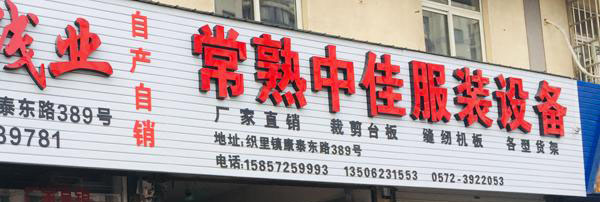 线业
自产自销
泰东路389号
39781
常熟中佳服装设备
厂家直销 裁剪台板 缝纫机板 各型货架
地址:织里镇康泰东路389号
电话:15857259993 13506231553 0572-3922053